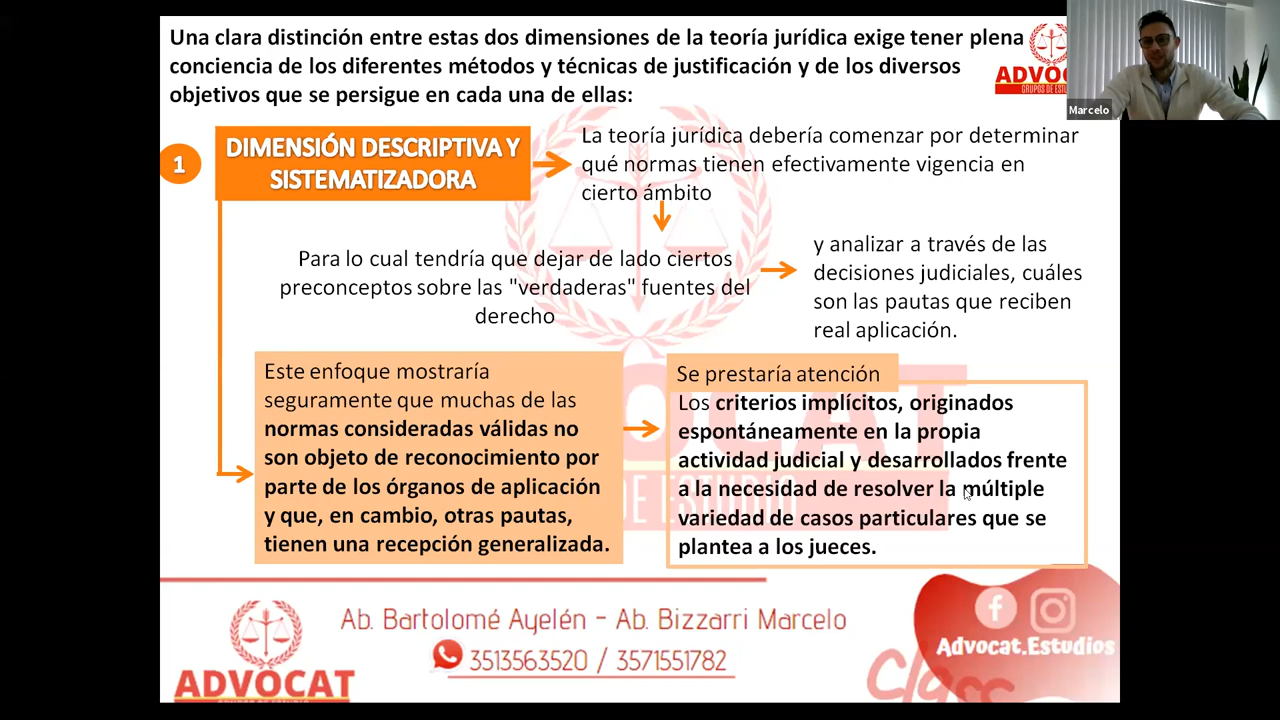 Una clara distinción entre estas dos dimensiones de la teoría jurídica exige tener plena
conciencia de los diferentes métodos y técnicas de justificación y de los diversos
objetivos que se persigue en cada una de ellas:
Marcelo
1
DIMENSIÓN DESCRIPTIVA Y
SISTEMATIZADORA
La teoría jurídica debería comenzar por determinar
qué normas tienen efectivamente vigencia en
cierto ámbito
Para lo cual tendría que dejar de lado ciertos
preconceptos sobre las "verdaderas" fuentes del
derecho
y analizar a través de las
decisiones judiciales, cuáles
son las pautas que reciben
real aplicación.
Este enfoque mostraría
seguramente que muchas de las
normas consideradas válidas no
son objeto de reconocimiento por
parte de los órganos de aplicación
y que, en cambio, otras pautas,
tienen una recepción generalizada.
Se prestaría atención
Los criterios implícitos, originados
espontáneamente en la propia
actividad judicial y desarrollados frente
a la necesidad de resolver la múltiple
variedad de casos particulares que se
plantea a los jueces.
Ab. Bartolomé Ayelén - Ab. Bizzarri Marcelo
3513563520 / 3571551782
ADVOCAT
Advocat.Estudios